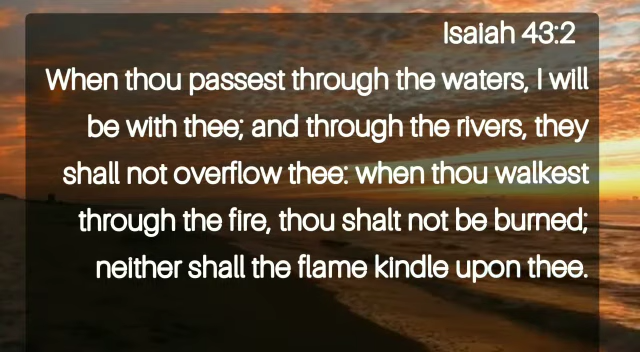 Isaiah 43:2
When thou passest through the waters, I will
be with thee; and through the rivers, they
shall not overflow thee: when thou walkest
through the fire, thou shalt not be burned;
neither shall the flame kindle upon thee.